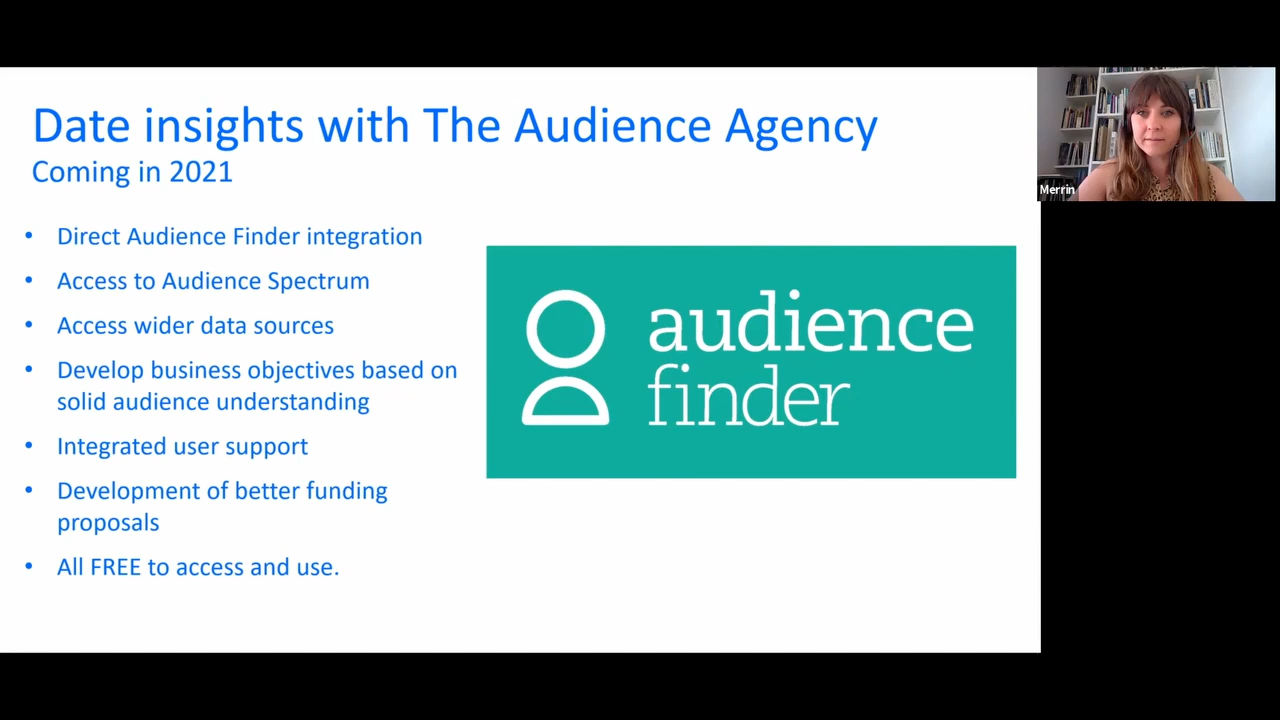 Date insights with The Audience Agency
Coming in 2021
• Direct Audience Finder integration
• Access to Audience Spectrum
• Access wider data sources
• Develop business objectives based on
solid audience understanding
• Integrated user support
• Development of better funding
proposals
• All FREE to access and use.
audience
finder
Merrin